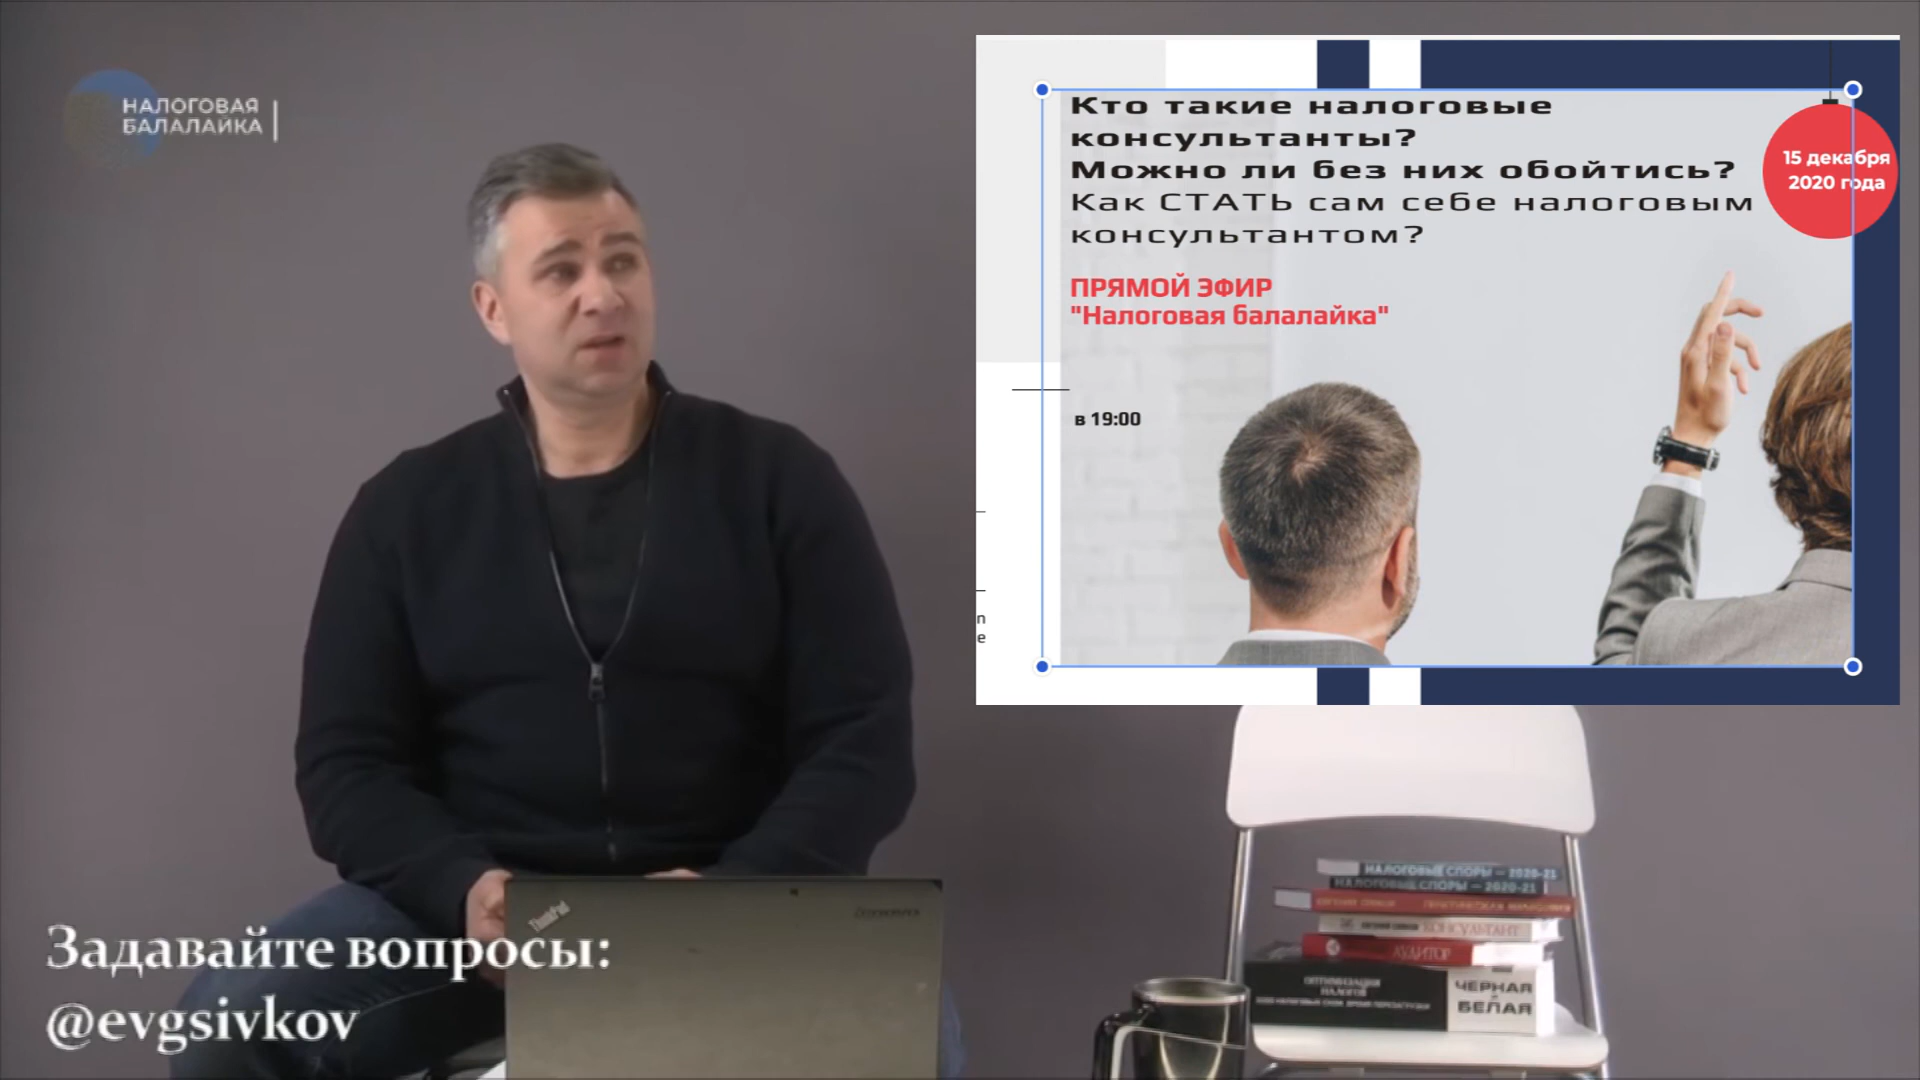 НАЛОГОВАЯ
БАЛАЛАЙКА
Кто такие налоговые
консультанты?
Можно ли без них обойтись?
Как СТАТЬ сам себе налоговым
консультантом?
15 декабря
2020 года
ПРЯМОЙ ЭФИР
"Налоговая балалайка"
в 19:00
п
е
НАЛОГОВЫЕ СПОРЫ — 2020-21
НАЛОГОВЫЕ СПОРЫ — 2020-21
КОНСУЛЬТАНТ
АУДИТОР
ОПТИМИЗАЦИЯ
НАЛОГОВ
ЧЕРНАЯ
БЕЛАЯ
ThinkPad
Задавайте вопросы:
@evgsivkov